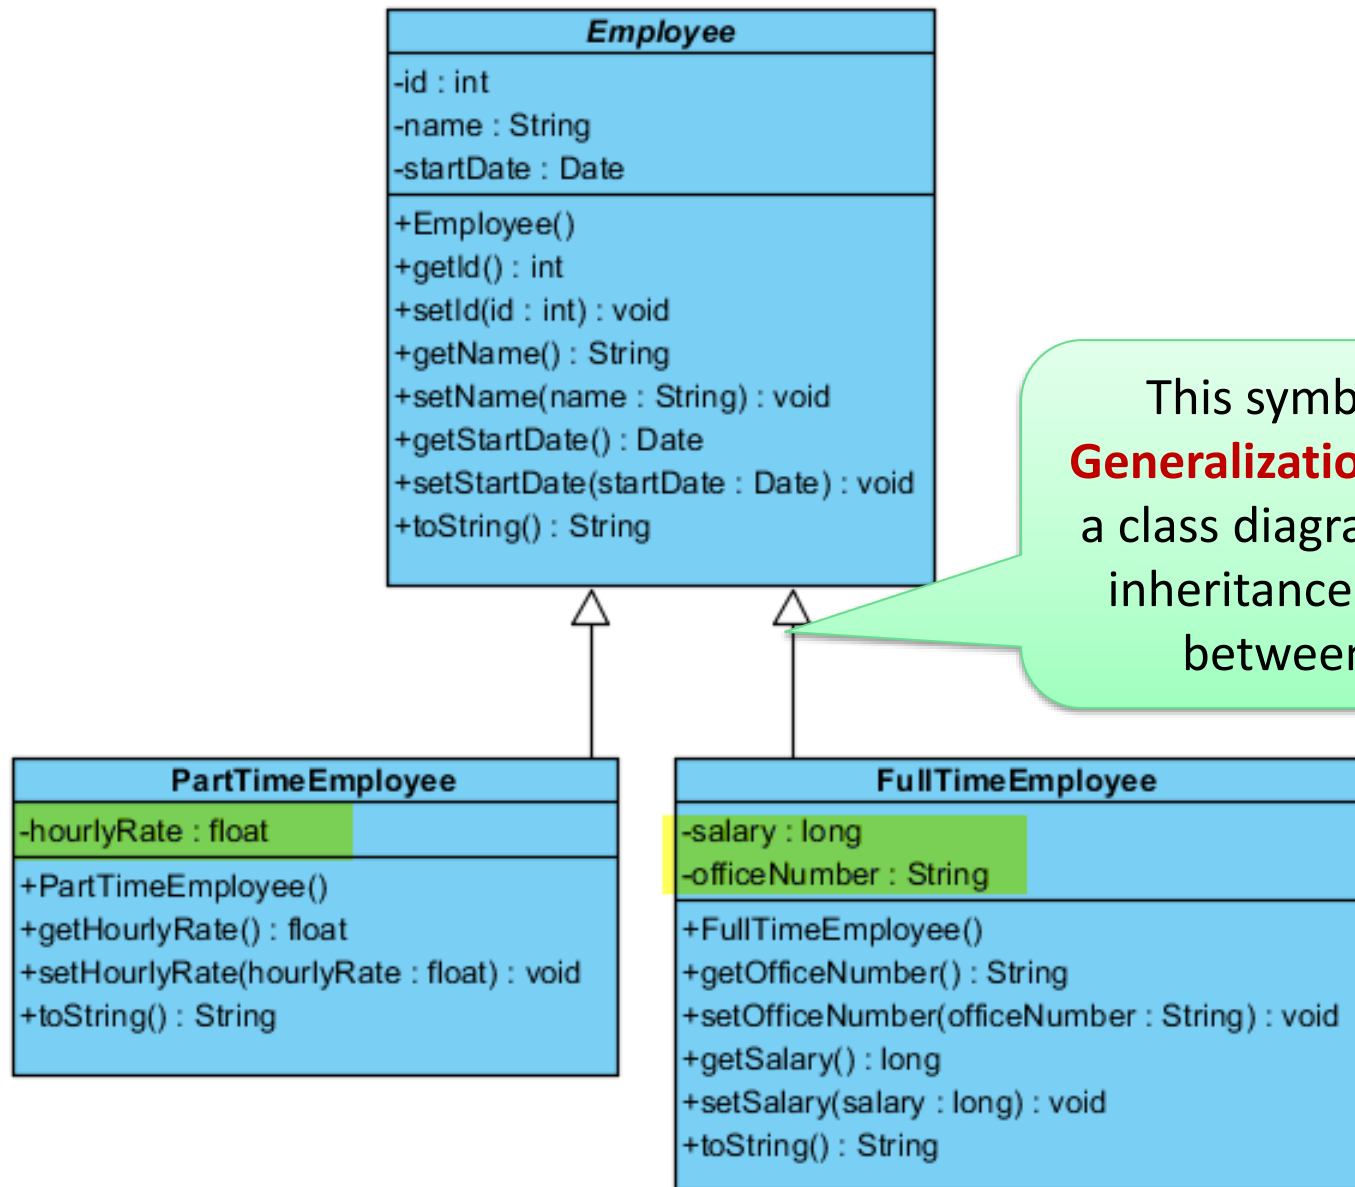 Employee
-id : int
-name : String
-startDate : Date
+Employee()
+getId() : int
+setId(id : int) : void
+getName() : String
+setName(name : String) : void
+getStartDate() : Date
+setStartDate(startDate : Date) : void
+toString() : String
This symb
Generalizatio
a class diagra
inheritance
between
PartTimeEmployee
-hourlyRate : float
+PartTimeEmployee()
+getHourlyRate() : float
+setHourlyRate(hourlyRate : float) : void
+toString() : String
FullTimeEmployee
-salary : long
-officeNumber : String
+FullTimeEmployee()
+getOfficeNumber() : String
+setOfficeNumber(officeNumber : String) : void
+getSalary() : long
+setSalary(salary : long) : void
+toString() : String